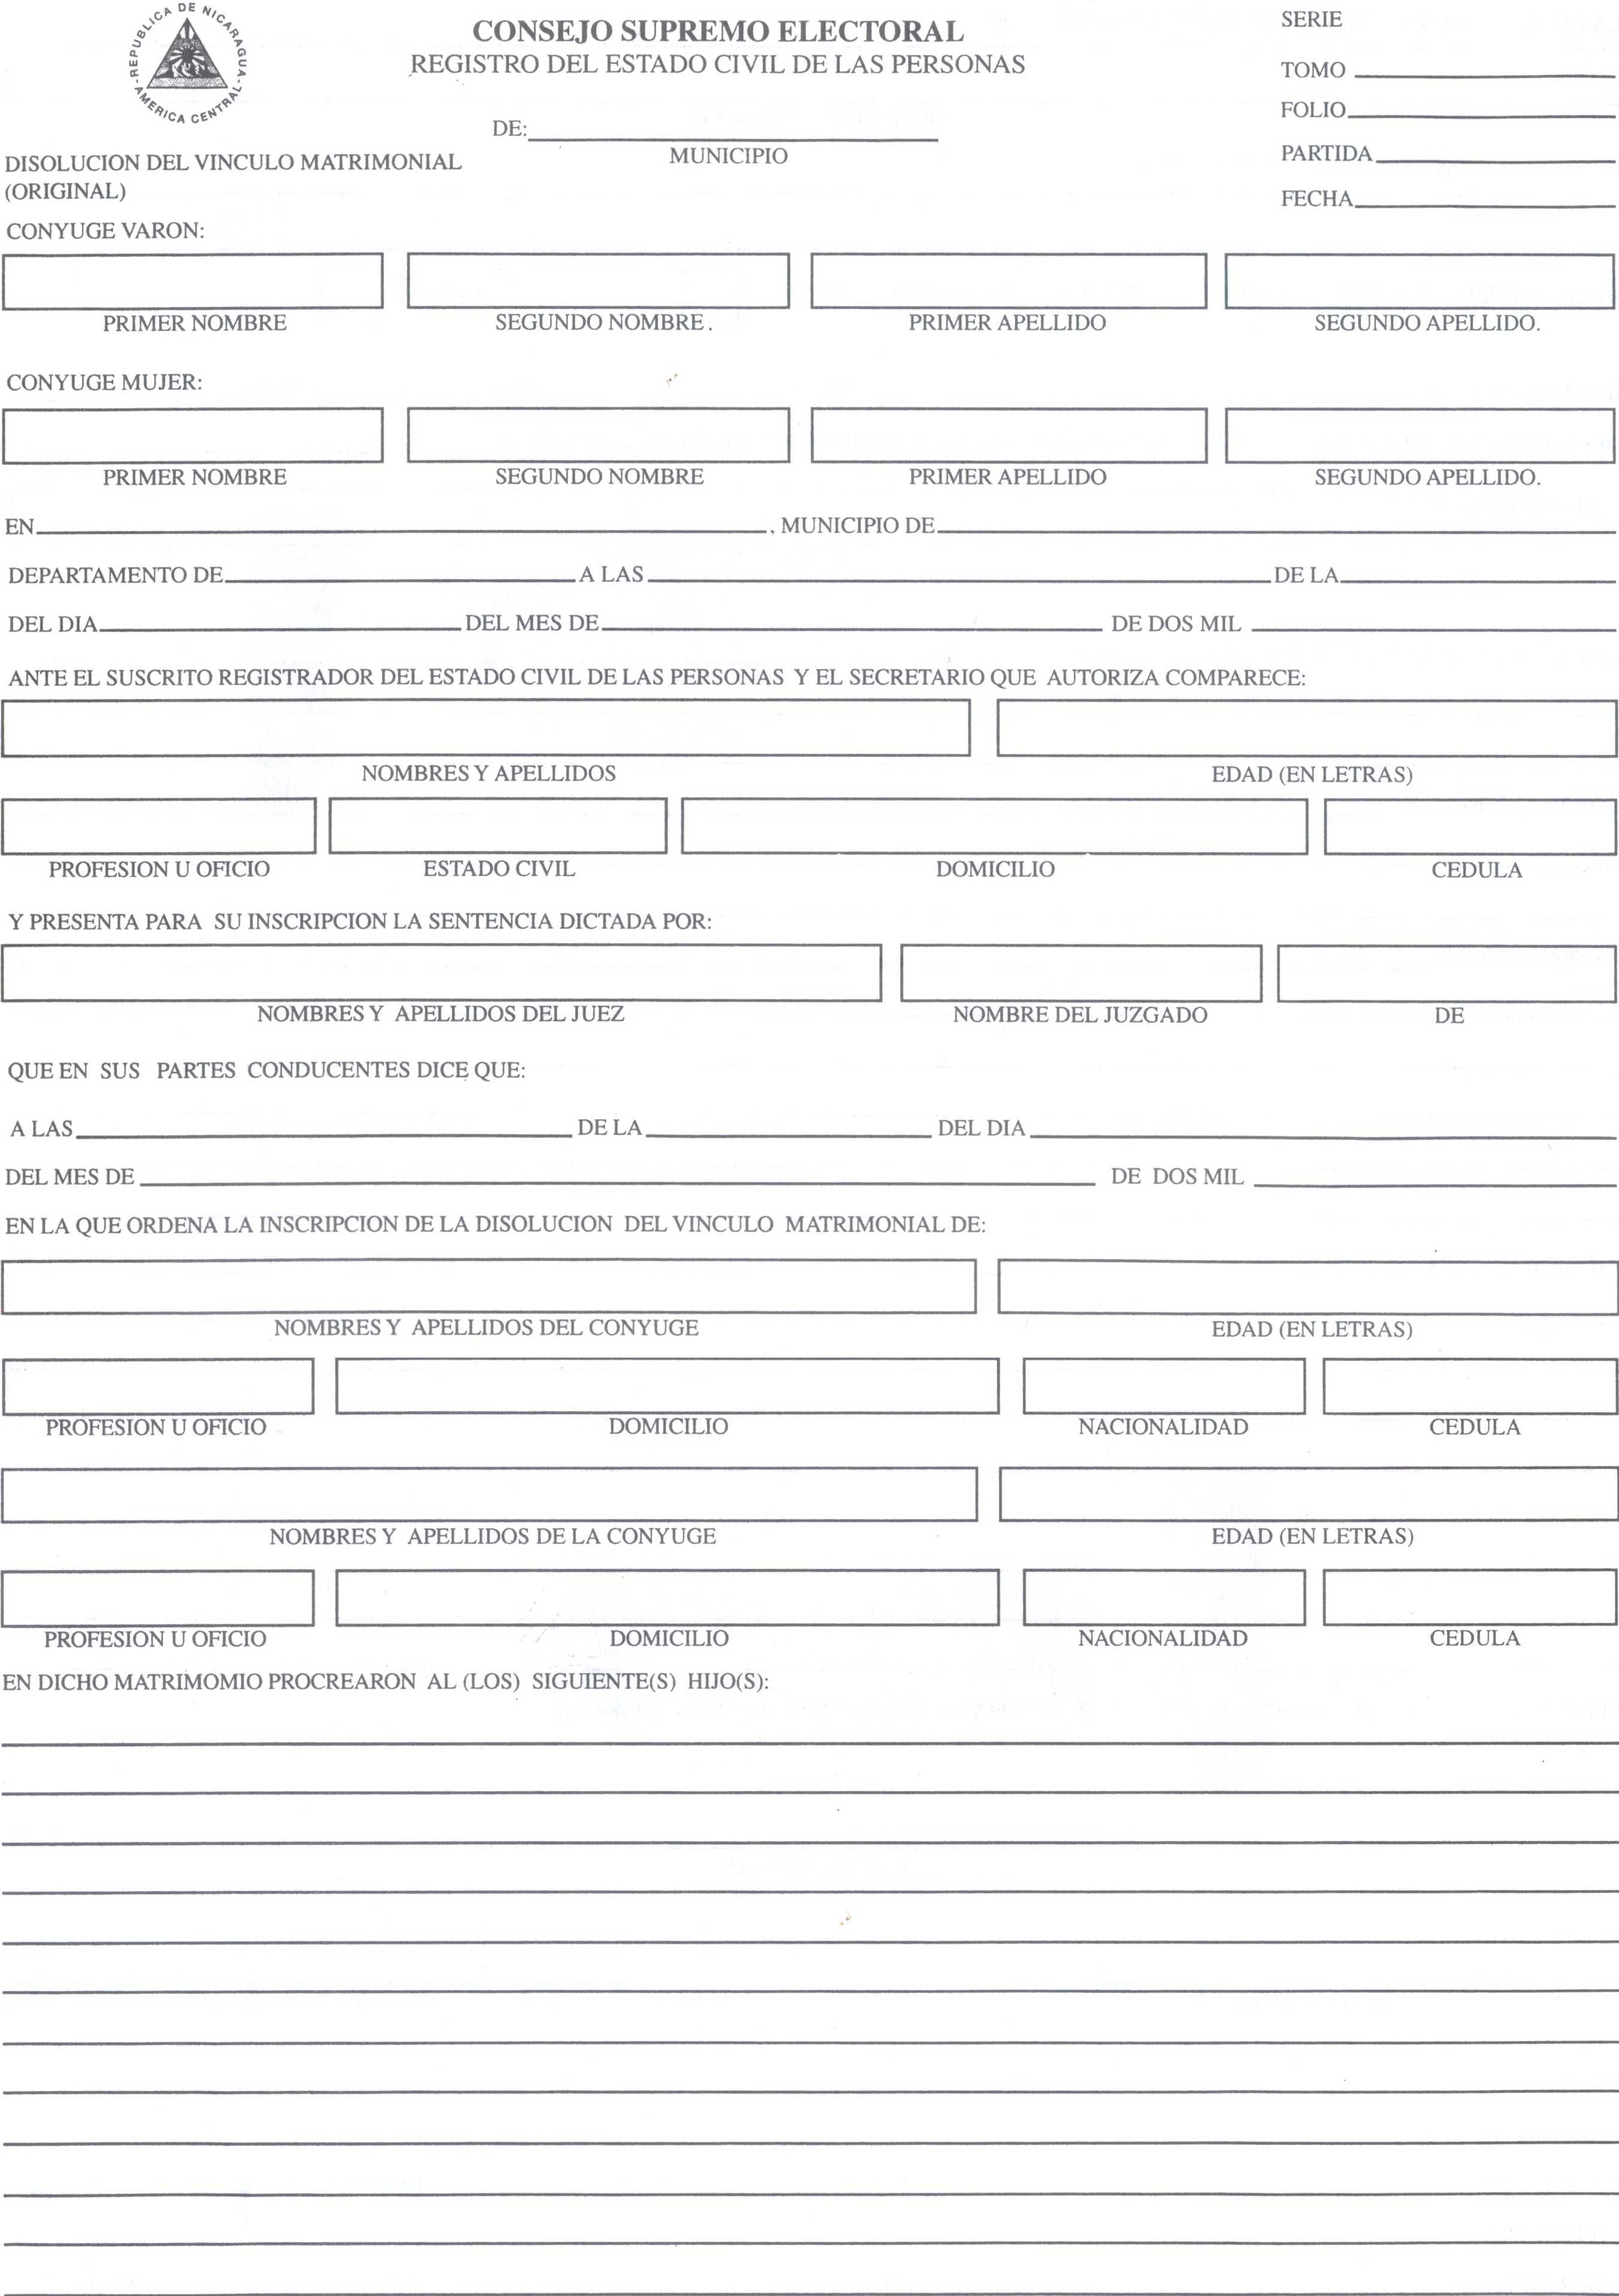 REPUBLICA DE NICARAGUA - AMERICA CENTRAL -
CONSEJO SUPREMO ELECTORAL
REGISTRO DEL ESTADO CIVIL DE LAS PERSONAS
SERIE
TOMO
FOLIO
PARTIDA
FECHA
DE:
MUNICIPIO
DISOLUCION DEL VINCULO MATRIMONIAL
(ORIGINAL)
CONYUGE VARON:
PRIMER NOMBRE SEGUNDO NOMBRE. PRIMER APELLIDO SEGUNDO APELLIDO.
CONYUGE MUJER:
PRIMER NOMBRE SEGUNDO NOMBRE PRIMER APELLIDO SEGUNDO APELLIDO.
EN , MUNICIPIO DE
DEPARTAMENTO DE A LAS DE LA
DEL DIA DEL MES DE DE DOS MIL
ANTE EL SUSCRITO REGISTRADOR DEL ESTADO CIVIL DE LAS PERSONAS Y EL SECRETARIO QUE AUTORIZA COMPARECE:
NOMBRES Y APELLIDOS EDAD (EN LETRAS)
PROFESION U OFICIO ESTADO CIVIL DOMICILIO CEDULA
Y PRESENTA PARA SU INSCRIPCION LA SENTENCIA DICTADA POR:
NOMBRES Y APELLIDOS DEL JUEZ NOMBRE DEL JUZGADO DE
QUE EN SUS PARTES CONDUCENTES DICE QUE:
A LAS DE LA DEL DIA
DEL MES DE DE DOS MIL
EN LA QUE ORDENA LA INSCRIPCION DE LA DISOLUCION DEL VINCULO MATRIMONIAL DE:
NOMBRES Y APELLIDOS DEL CONYUGE EDAD (EN LETRAS)
PROFESION U OFICIO DOMICILIO NACIONALIDAD CEDULA
NOMBRES Y APELLIDOS DE LA CONYUGE EDAD (EN LETRAS)
PROFESION U OFICIO DOMICILIO NACIONALIDAD CEDULA
EN DICHO MATRIMOMIO PROCREARON AL (LOS) SIGUIENTE(S) HIJO(S):